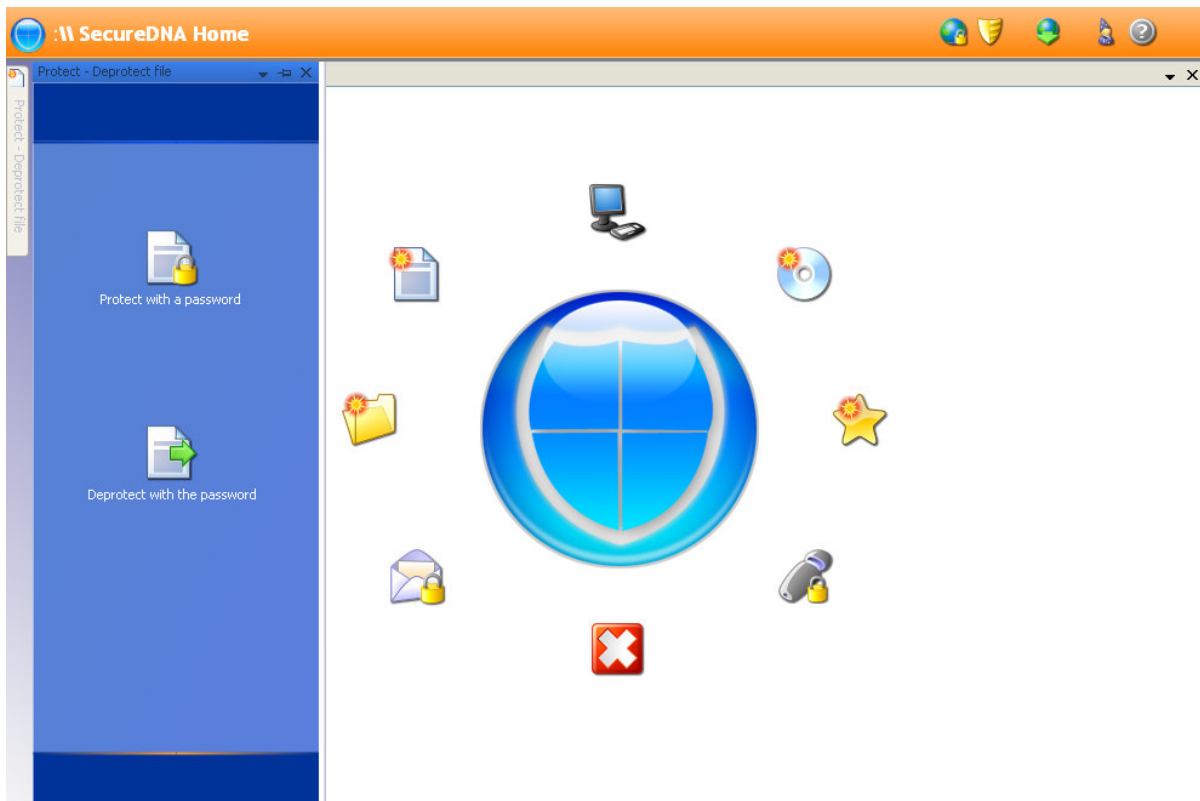 :\\ SecureDNA Home
Protect - Deprotect file
Protect - Deprotect file
Protect with a password
Deprotect with the password